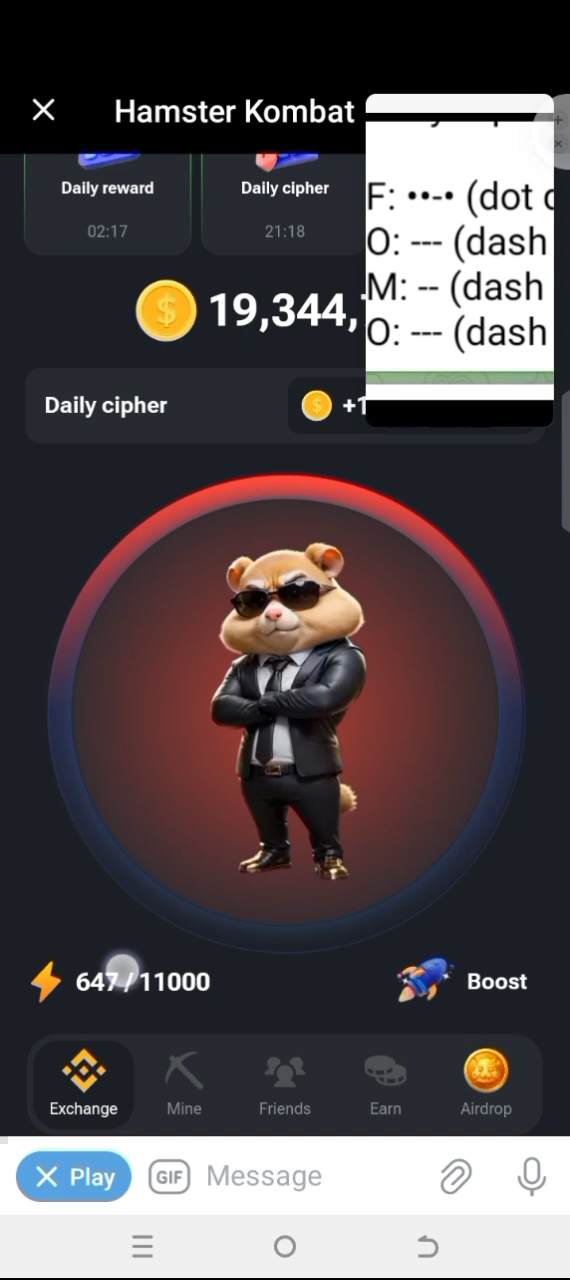 Hamster Kombat
Daily reward
02:17
Daily cipher
21:18
F: ••-• (dot
O: --- (dash
M: -- (dash
O: --- (dash
19,344,
Daily cipher
+1
647 / 11000
Boost
Exchange
Mine
Friends
Earn
Airdrop
Play
GIF
Message